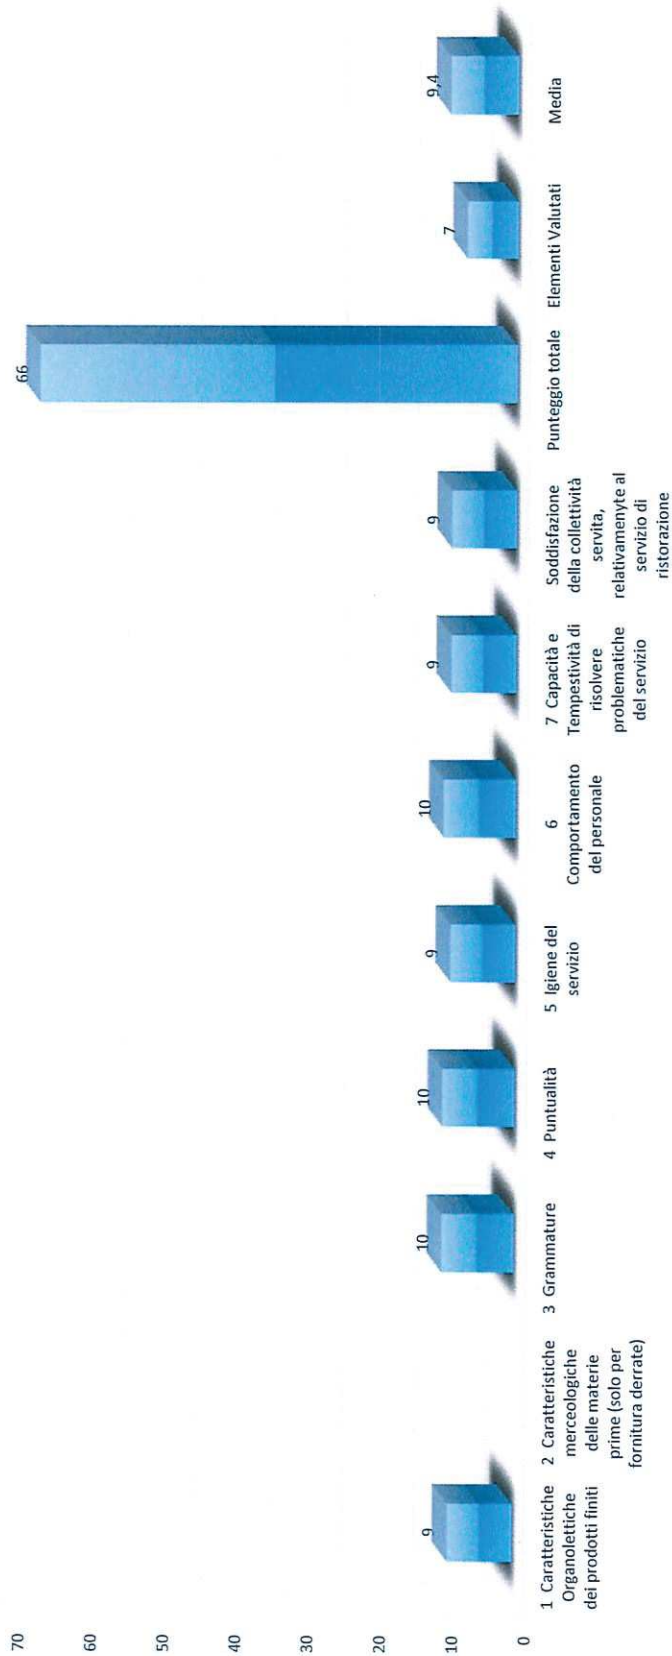 70
60
50
40
30
20
10
0
9
10
10
9
10
9
9
66
7
9,4
1 Caratteristiche
Organolettiche
dei prodotti finiti
2 Caratteristiche
merceologiche
delle materie
prime (solo per
fornitura derrate)
3 Grammature
4 Puntualità
5 Igiene del
servizio
6
Comportamento
del personale
7 Capacità e
Tempestività di
risolvere
problematiche
del servizio
Soddisfazione
della collettività
servita,
relativamenyte al
servizio di
ristorazione
Punteggio totale
Elementi Valutati
Media